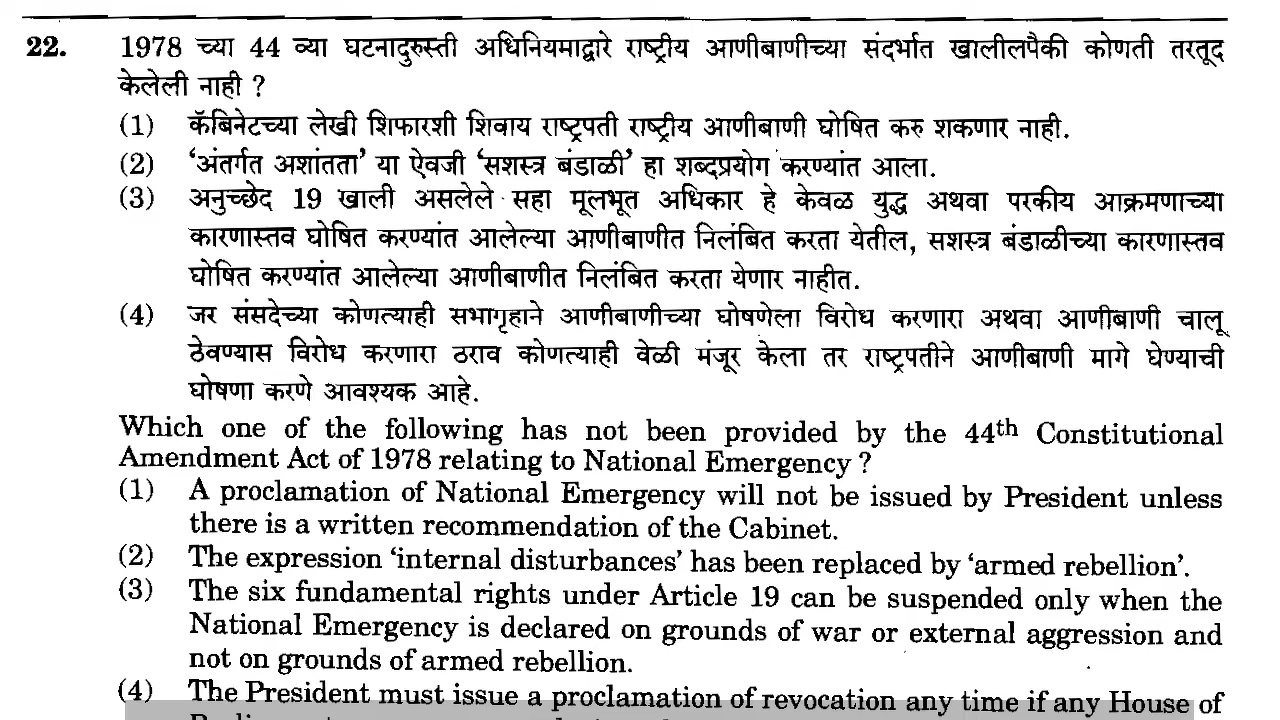 22. 1978 च्या 44 व्या घटनादुरुस्ती अधिनियमाद्वारे राष्ट्रीय आणीबाणीच्या संदर्भात खालीलपैकी कोणती तरतूद
केलेली नाही ?
(1) कॅबिनेटच्या लेखी शिफारशी शिवाय राष्ट्रपती राष्ट्रीय आणीबाणी घोषित करु शकणार नाही.
(2) ‘अंतर्गत अशांतता’ या ऐवजी ‘सशस्त्र बंडाळी’ हा शब्दप्रयोग करण्यांत आला.
(3) अनुच्छेद 19 खाली असलेले सहा मूलभूत अधिकार हे केवळ युद्ध अथवा परकीय आक्रमणाच्या
कारणास्तव घोषित करण्यांत आलेल्या आणीबाणीत निलंबित करता येतील, सशस्त्र बंडाळीच्या कारणास्तव
घोषित करण्यांत आलेल्या आणीबाणीत निलंबित करता येणार नाहीत.
(4) जर संसदेच्या कोणत्याही सभागृहाने आणीबाणीच्या घोषणेला विरोध करणारा अथवा आणीबाणी चालू
ठेवण्यास विरोध करणारा ठराव कोणत्याही वेळी मंजूर केला तर राष्ट्रपतीने आणीबाणी मागे घेण्याची
घोषणा करणे आवश्यक आहे.
Which one of the following has not been provided by the 44th Constitutional
Amendment Act of 1978 relating to National Emergency ?
(1) A proclamation of National Emergency will not be issued by President unless
there is a written recommendation of the Cabinet.
(2) The expression ‘internal disturbances’ has been replaced by ‘armed rebellion’.
(3) The six fundamental rights under Article 19 can be suspended only when the
National Emergency is declared on grounds of war or external aggression and
not on grounds of armed rebellion.
(4) The President must issue a proclamation of revocation any time if any House of